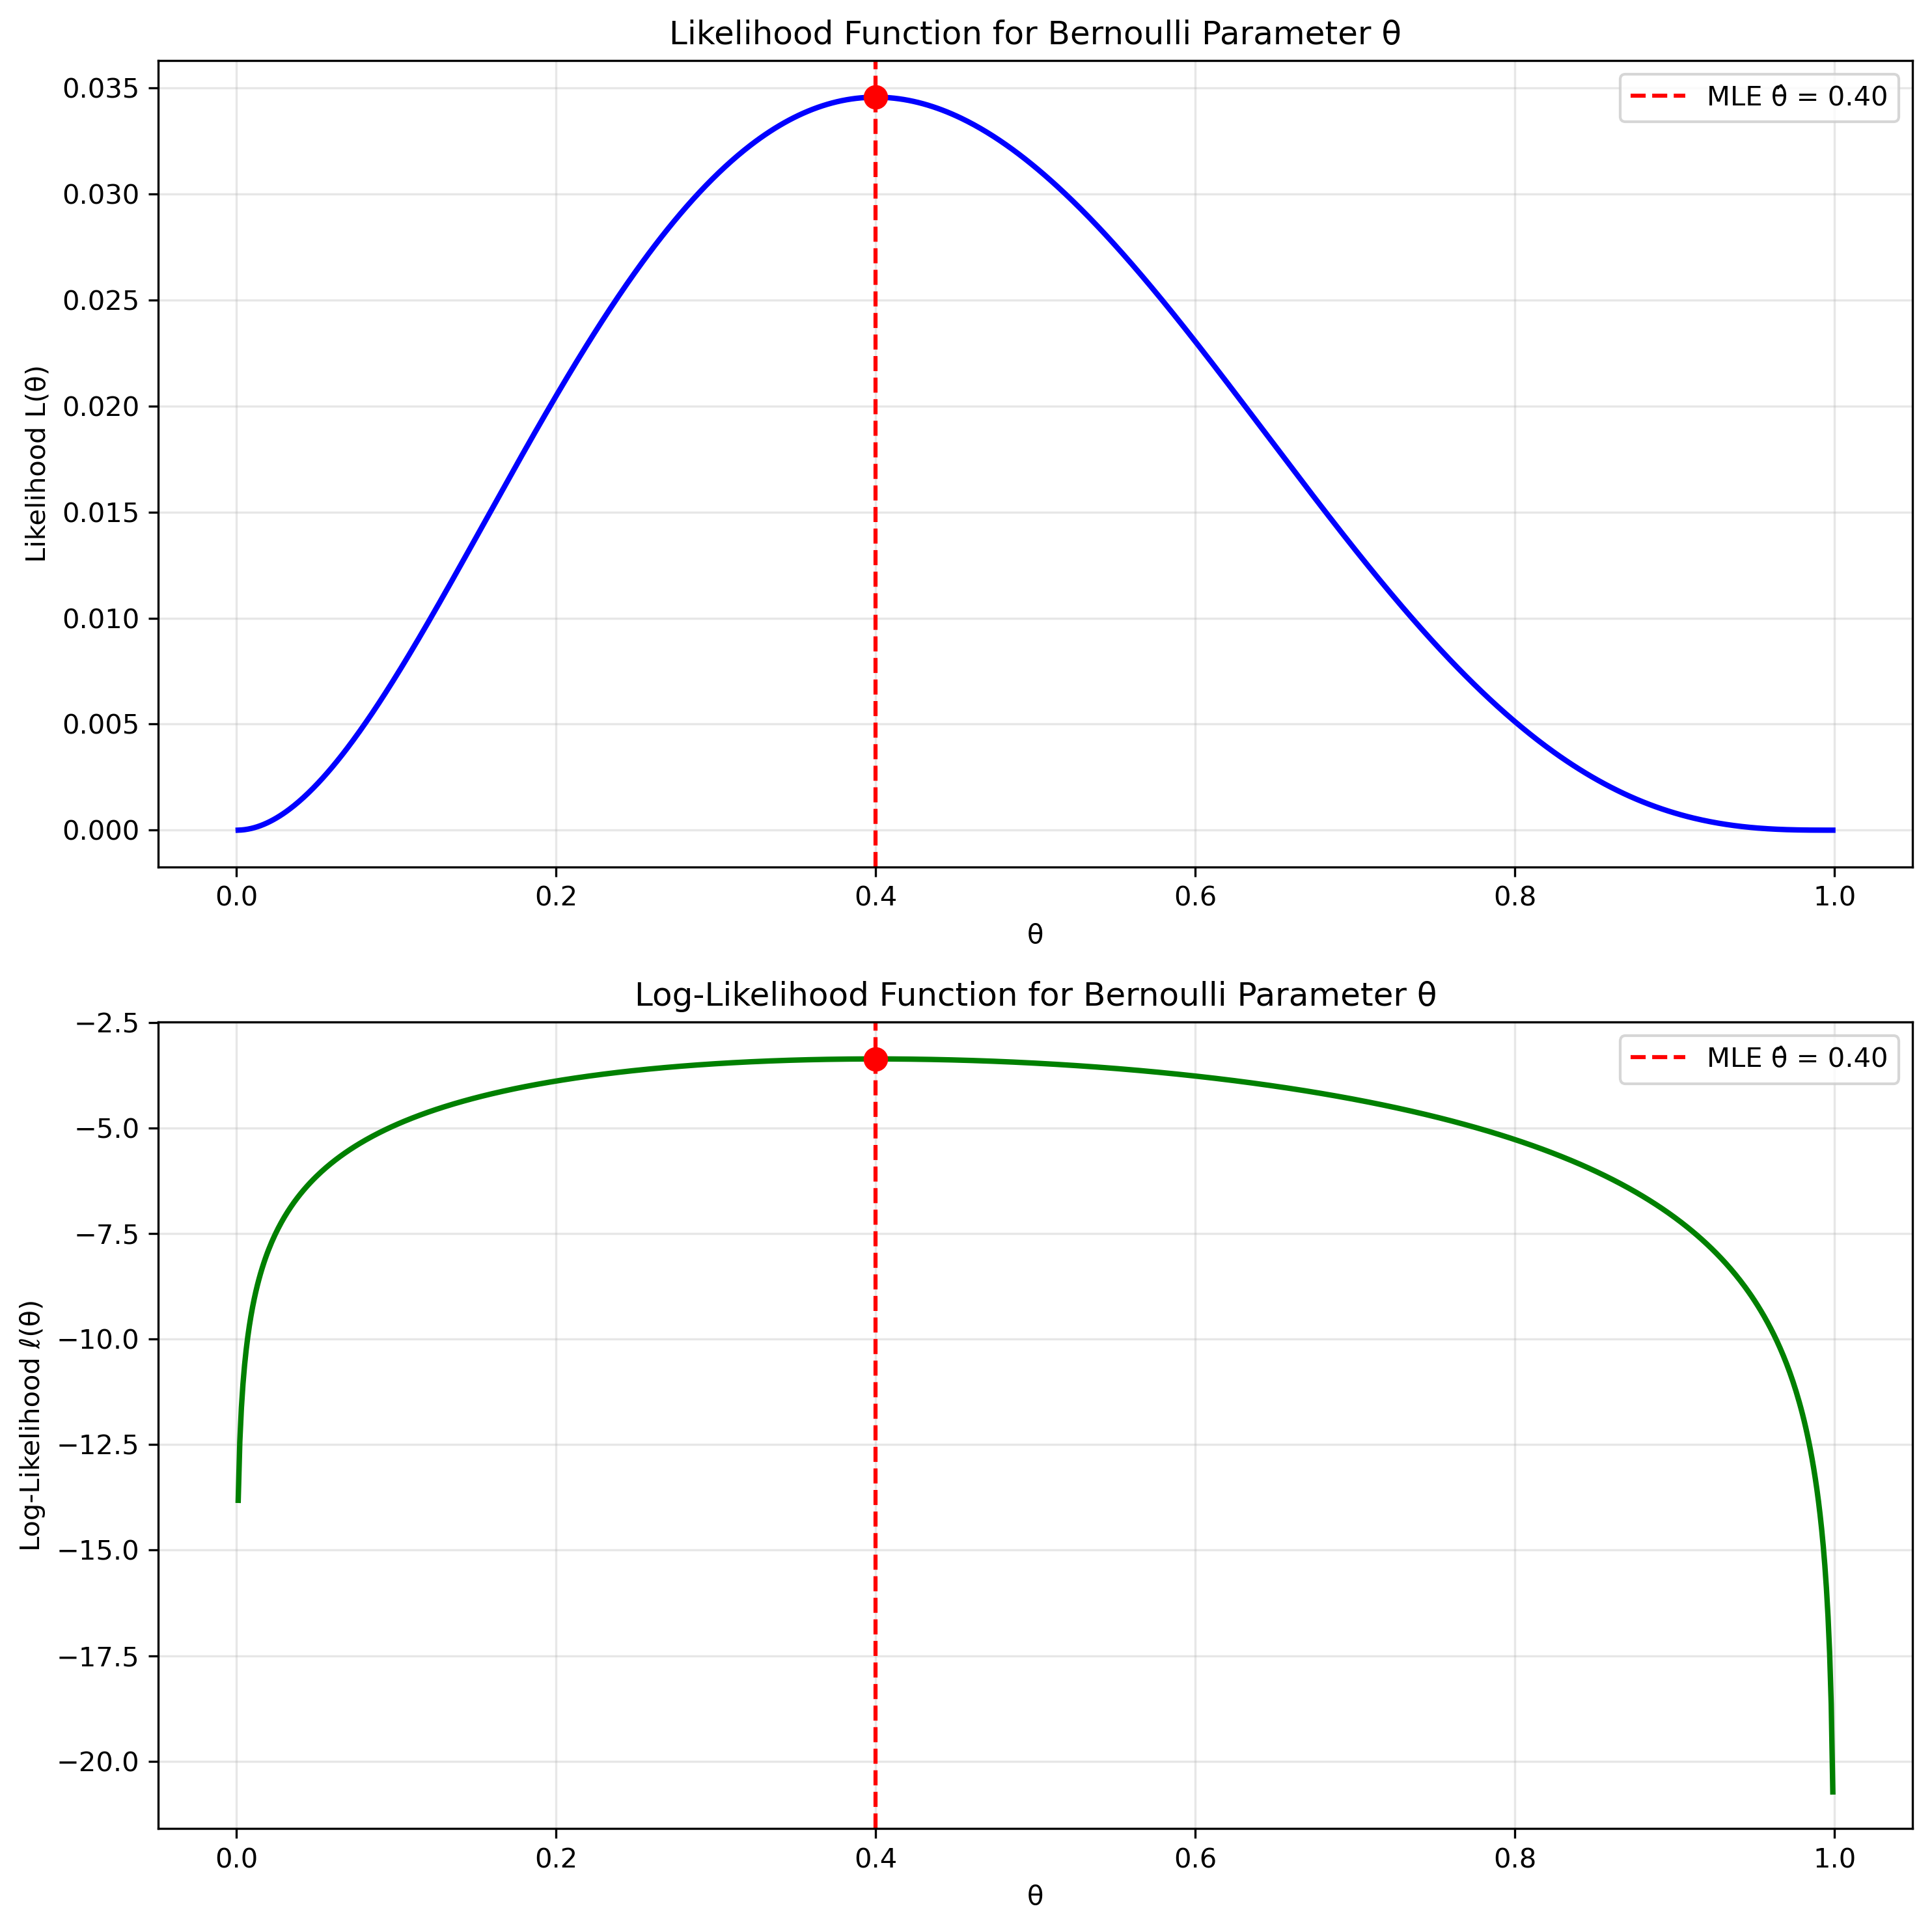 Likelihood Function for Bernoulli Parameter θ
MLE θ̂ = 0.40
Likelihood L(θ)
0.035
0.030
0.025
0.020
0.015
0.010
0.005
0.000
0.0 0.2 0.4 0.6 0.8 1.0
θ
Log-Likelihood Function for Bernoulli Parameter θ
MLE θ̂ = 0.40
Log-Likelihood ℓ(θ)
−2.5
−5.0
−7.5
−10.0
−12.5
−15.0
−17.5
−20.0
0.0 0.2 0.4 0.6 0.8 1.0
θ